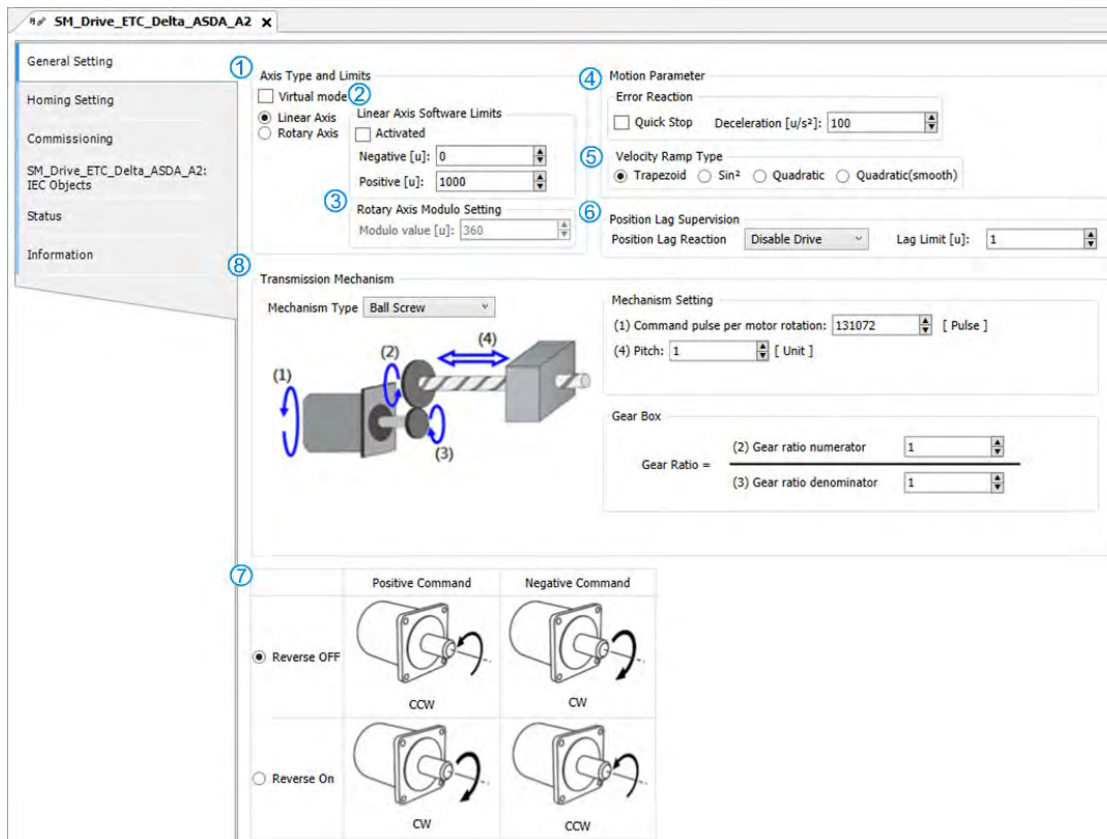 SM_Drive_ETC_Delta_ASDA_A2 ×
General Setting
Homing Setting
Commissioning
SM_Drive_ETC_Delta_ASDA_A2:
IEC Objects
Status
Information
1
Axis Type and Limits
Virtual mode
2
Linear Axis
Rotary Axis
Linear Axis Software Limits
Activated
Negative [u]: 0
Positive [u]: 1000
3
Rotary Axis Modulo Setting
Modulo value [u]: 360
4
Motion Parameter
Error Reaction
Quick Stop Deceleration [u/s²]: 100
5
Velocity Ramp Type
Trapezoid Sin² Quadratic Quadratic(smooth)
6
Position Lag Supervision
Position Lag Reaction Disable Drive Lag Limit [u]: 1
8
Transmission Mechanism
Mechanism Type Ball Screw
(1)
(2)
(4)
(3)
Mechanism Setting
(1) Command pulse per motor rotation: 131072 [ Pulse ]
(4) Pitch: 1 [ Unit ]
Gear Box
Gear Ratio =
(2) Gear ratio numerator 1
(3) Gear ratio denominator 1
7
Positive Command Negative Command
Reverse OFF
CCW CW
Reverse On
CW CCW